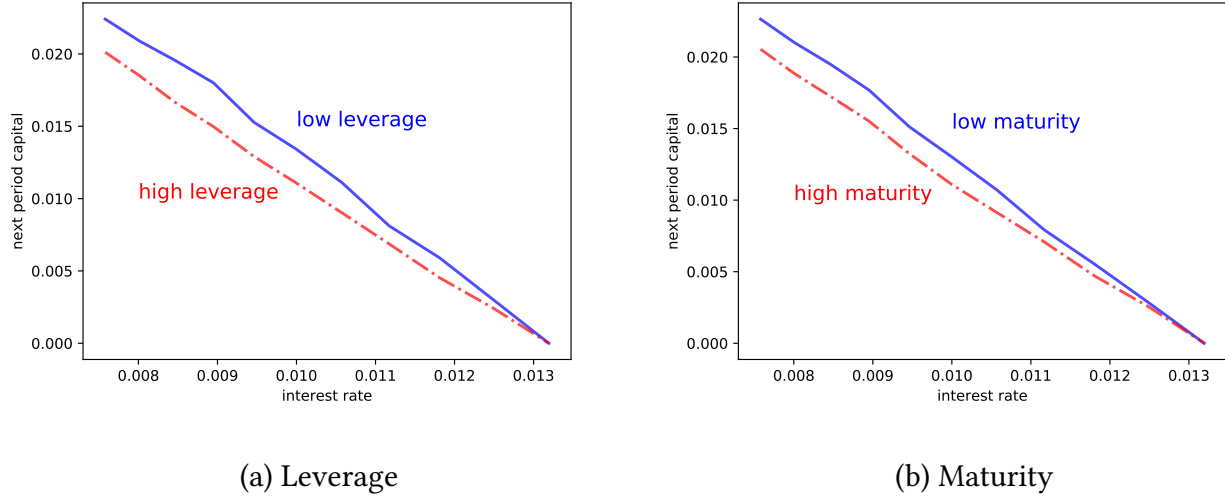 next period capital
0.020
0.015
0.010
0.005
0.000
low leverage
high leverage
0.008 0.009 0.010 0.011 0.012 0.013
interest rate
(a) Leverage
next period capital
0.020
0.015
0.010
0.005
0.000
low maturity
high maturity
0.008 0.009 0.010 0.011 0.012 0.013
interest rate
(b) Maturity